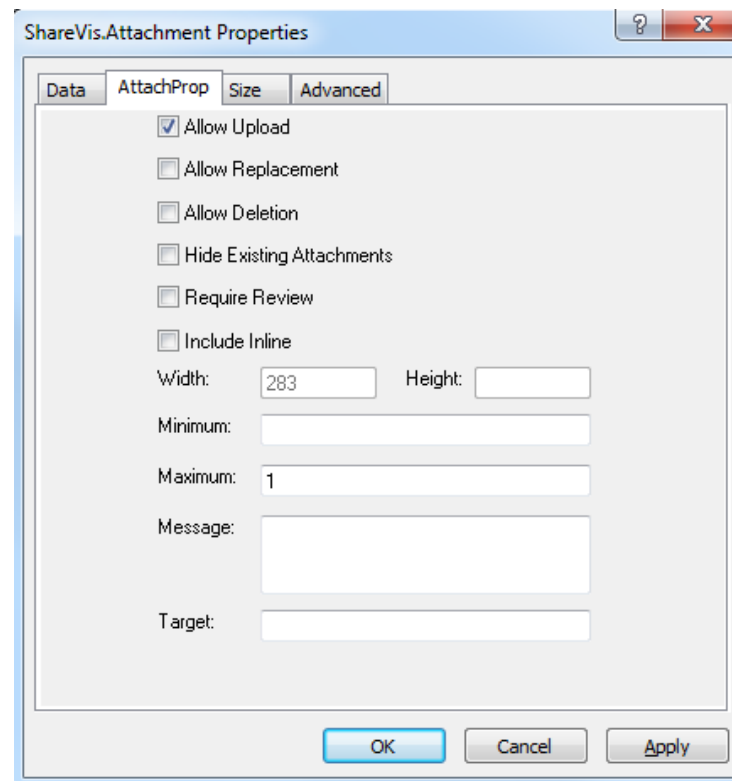 ShareVis.Attachment Properties
Data AttachProp Size Advanced
Allow Upload
Allow Replacement
Allow Deletion
Hide Existing Attachments
Require Review
Include Inline
Width: 283 Height:
Minimum:
Maximum: 1
Message:
Target:
OK Cancel Apply